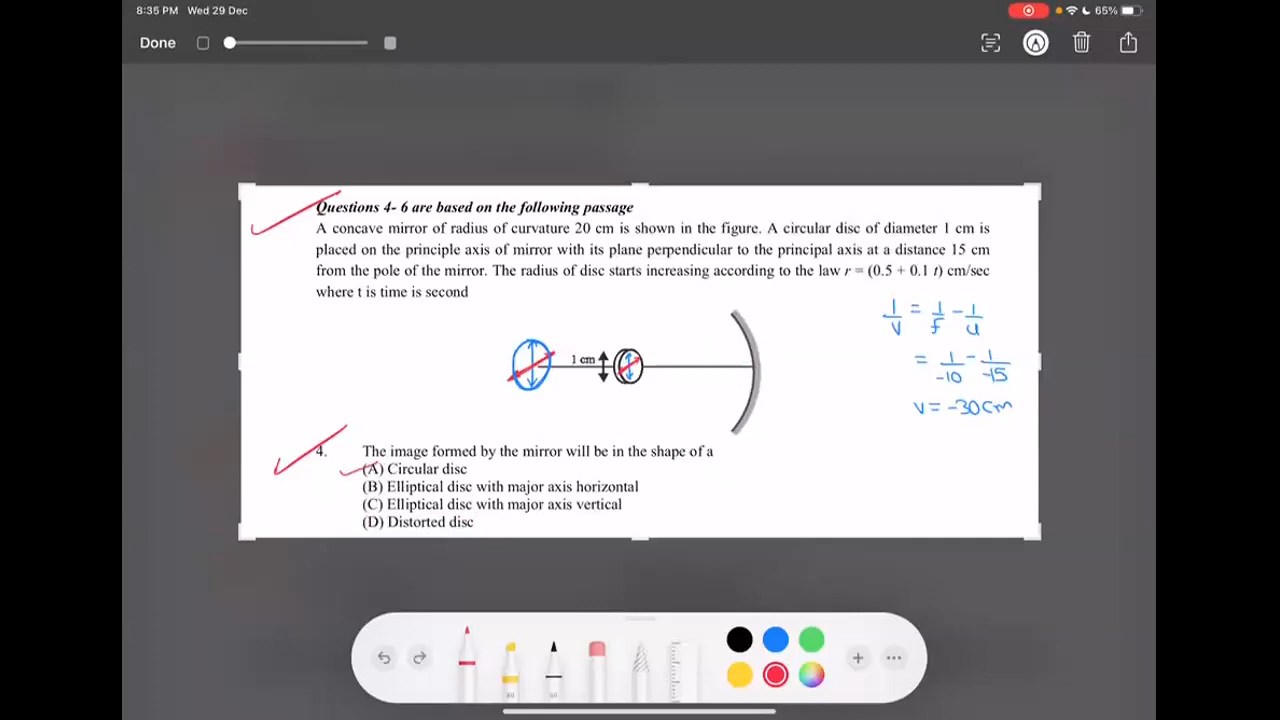 8:35 PM Wed 29 Dec
65%
Done
Questions 4- 6 are based on the following passage
A concave mirror of radius of curvature 20 cm is shown in the figure. A circular disc of diameter 1 cm is
placed on the principle axis of mirror with its plane perpendicular to the principal axis at a distance 15 cm
from the pole of the mirror. The radius of disc starts increasing according to the law r = (0.5 + 0.1 t) cm/sec
where t is time is second
1/v = 1/f - 1/u
= 1/-10 - 1/-15
v = -30cm
1 cm
4. The image formed by the mirror will be in the shape of a
(A) Circular disc
(B) Elliptical disc with major axis horizontal
(C) Elliptical disc with major axis vertical
(D) Distorted disc